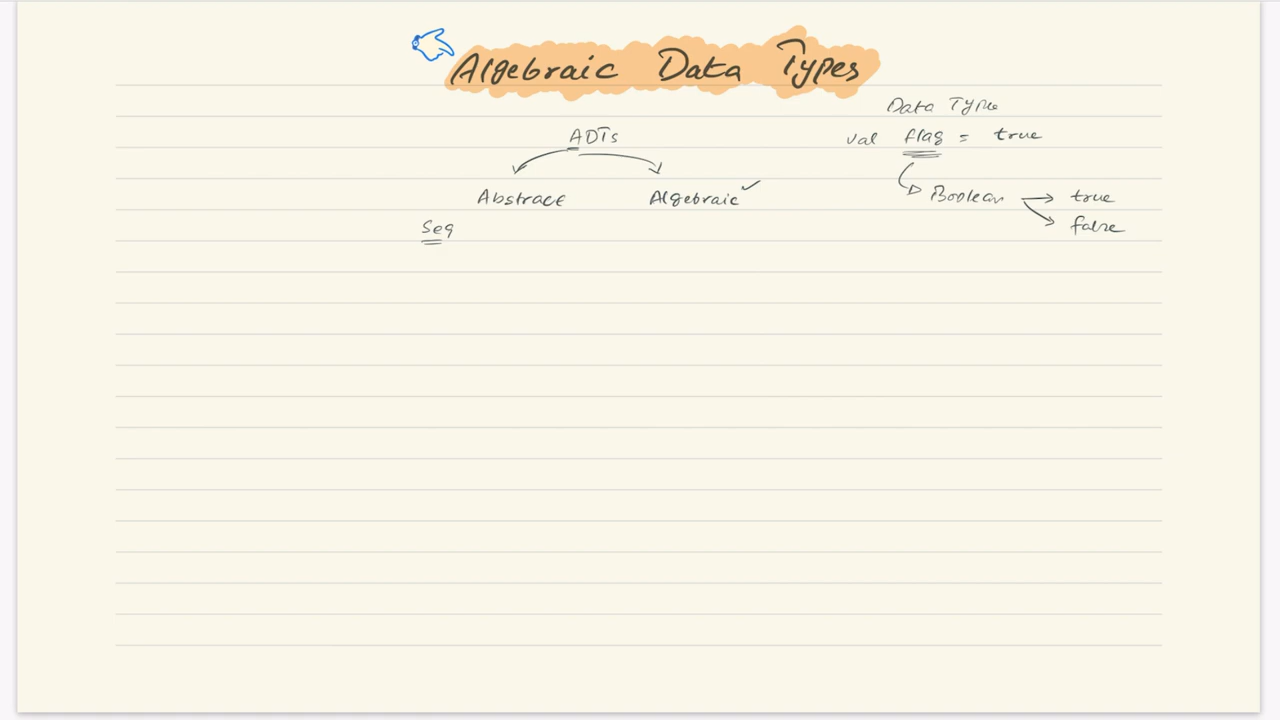 Algebraic Data Types
Data Type
ADTs
val flag = true
Abstract Algebraic
Boolean true
false
Seq